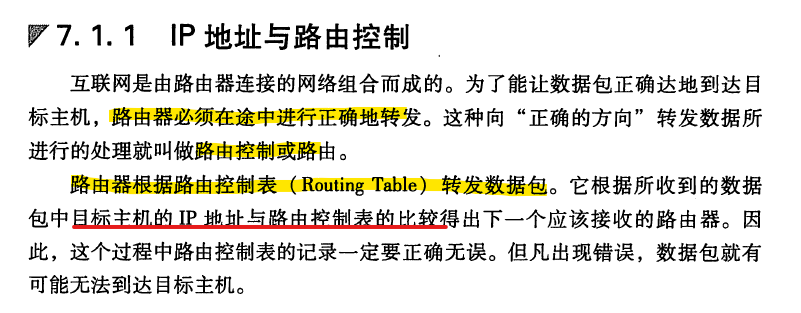 7.1.1 IP 地址与路由控制
互联网是由路由器连接的网络组合而成的。为了能让数据包正确达地到达目
标主机，路由器必须在途中进行正确地转发。这种向“正确的方向”转发数据所
进行的处理就叫做路由控制或路由。
路由器根据路由控制表（Routing Table）转发数据包。它根据所收到的数据
包中目标主机的 IP 地址与路由控制表的比较得出下一个应该接收的路由器。因
此，这个过程中路由控制表的记录一定要正确无误。但凡出现错误，数据包就有
可能无法到达目标主机。